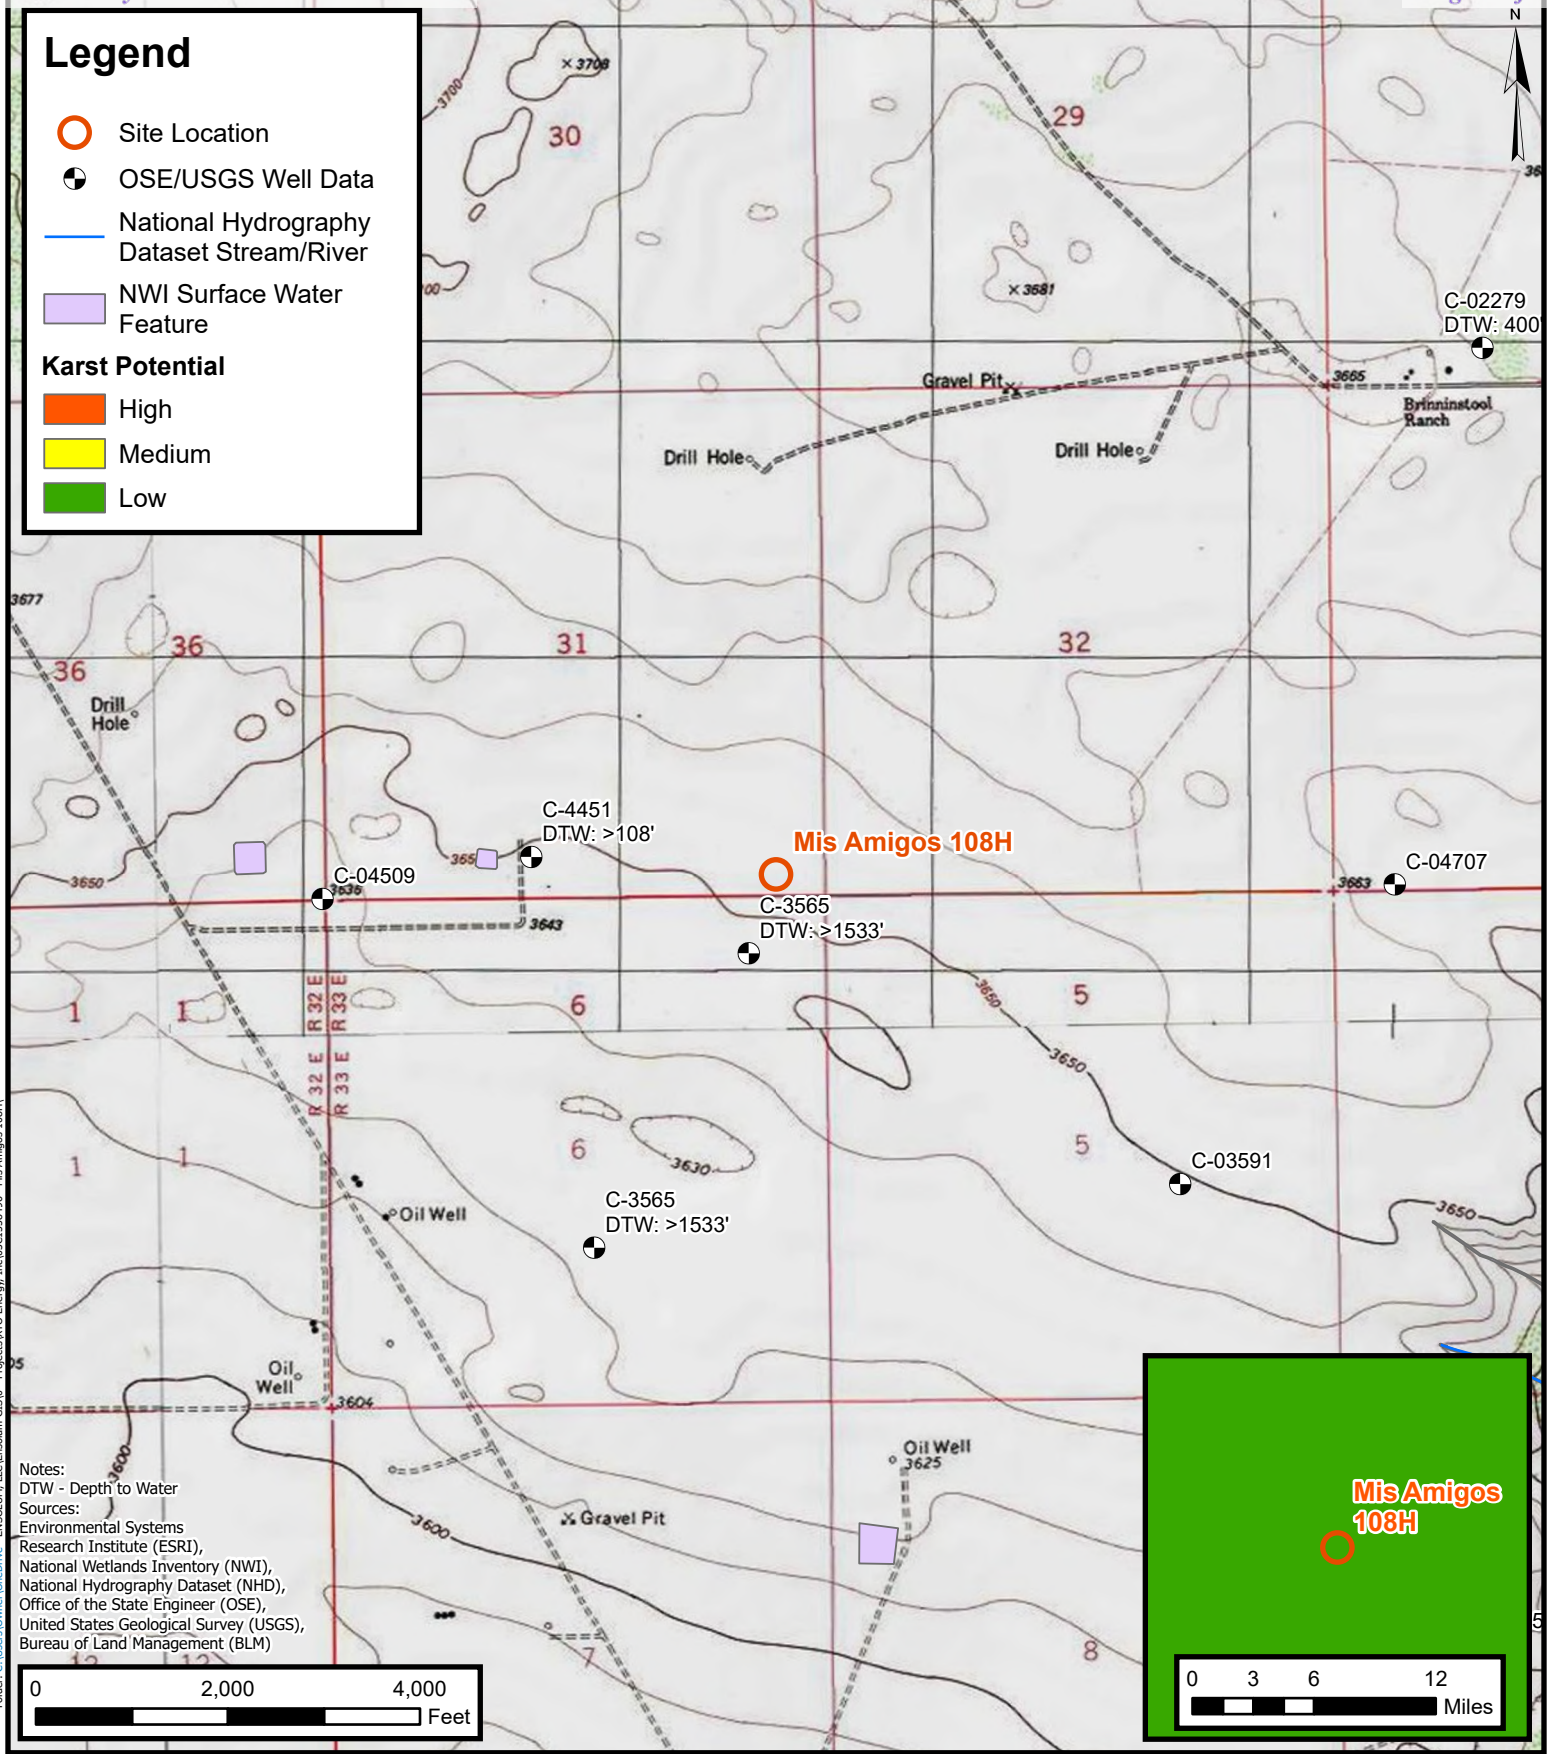 Legend
Site Location
OSE/USGS Well Data
National Hydrography
Dataset Stream/River
NWI Surface Water
Feature
Karst Potential
High
Medium
Low
N
3700
3708
30
29
3681
C-02279
DTW: 400'
Gravel Pit
3665
Brinninstool
Ranch
Drill Hole
Drill Hole
3677
36
36
31
32
Drill
Hole
C-4451
DTW: >108'
Mis Amigos 108H
3650
C-04509
3636
3663
C-04707
C-3565
DTW: >1533'
3643
3650
R 32 E
R 33 E
1
1
6
5
3650
R 32 E
R 33 E
1
1
6
5
3630
C-03591
C-3565
DTW: >1533'
Oil Well
3650
Oil
Well
3604
3600
Oil Well
3625
Gravel Pit
3600
Mis Amigos
108H
Notes:
DTW - Depth to Water
Sources:
Environmental Systems
Research Institute (ESRI),
National Wetlands Inventory (NWI),
National Hydrography Dataset (NHD),
Office of the State Engineer (OSE),
United States Geological Survey (USGS),
Bureau of Land Management (BLM)
12
12
7
8
0 2,000 4,000
Feet
0 3 6 12
Miles